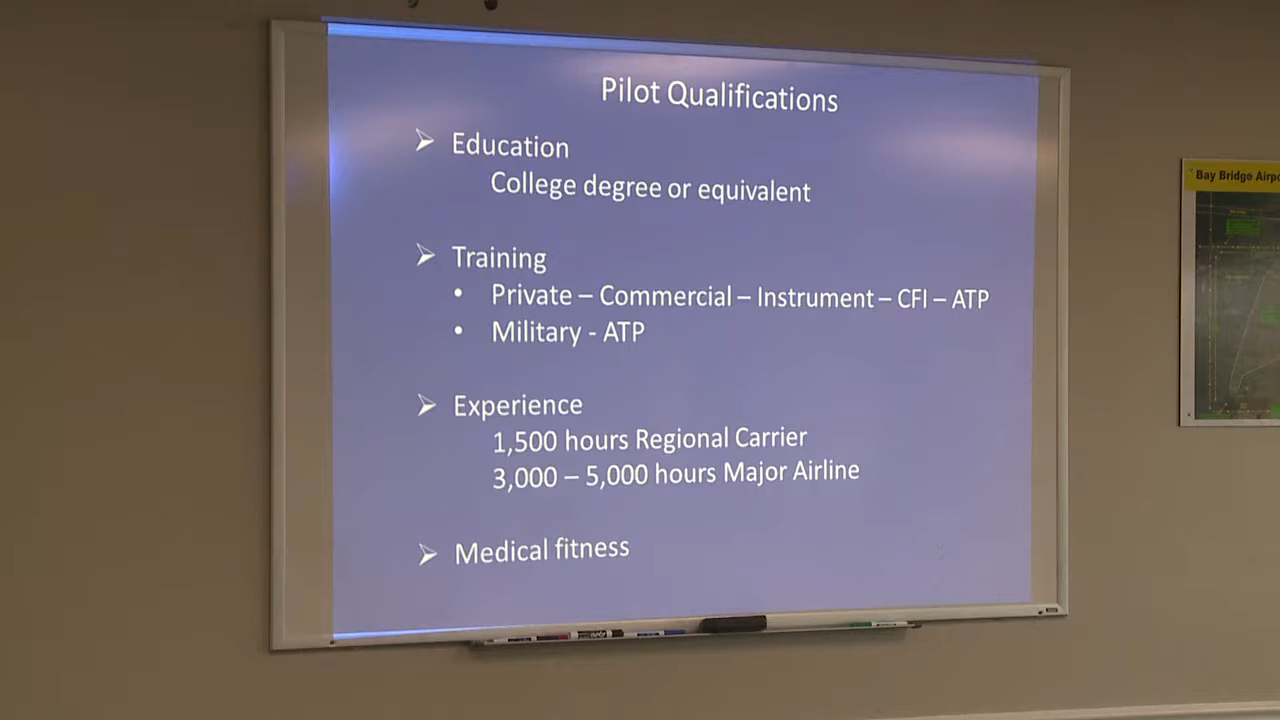 Pilot Qualifications
➢ Education
College degree or equivalent
➢ Training
• Private – Commercial – Instrument – CFI – ATP
• Military - ATP
➢ Experience
1,500 hours Regional Carrier
3,000 – 5,000 hours Major Airline
➢ Medical fitness
Bay Bridge